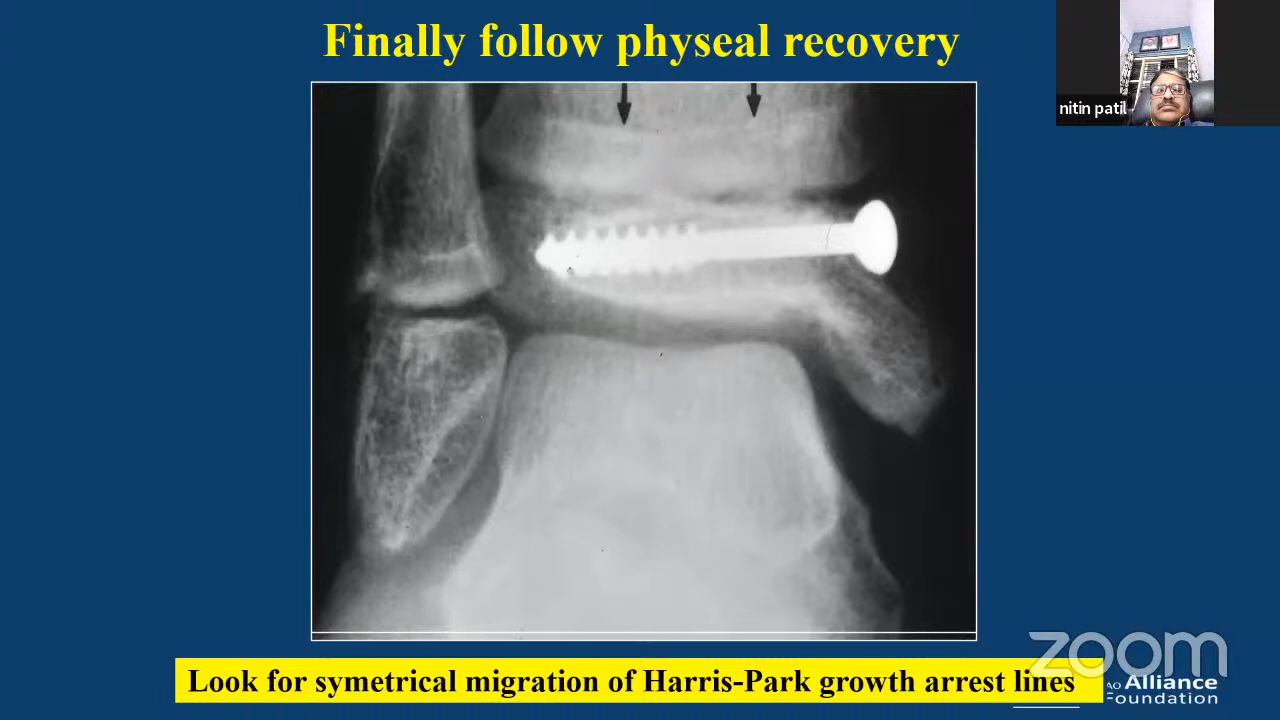 Finally follow physeal recovery
nitin patil
Look for symetrical migration of Harris-Park growth arrest lines
zoom
AO Alliance
Foundation